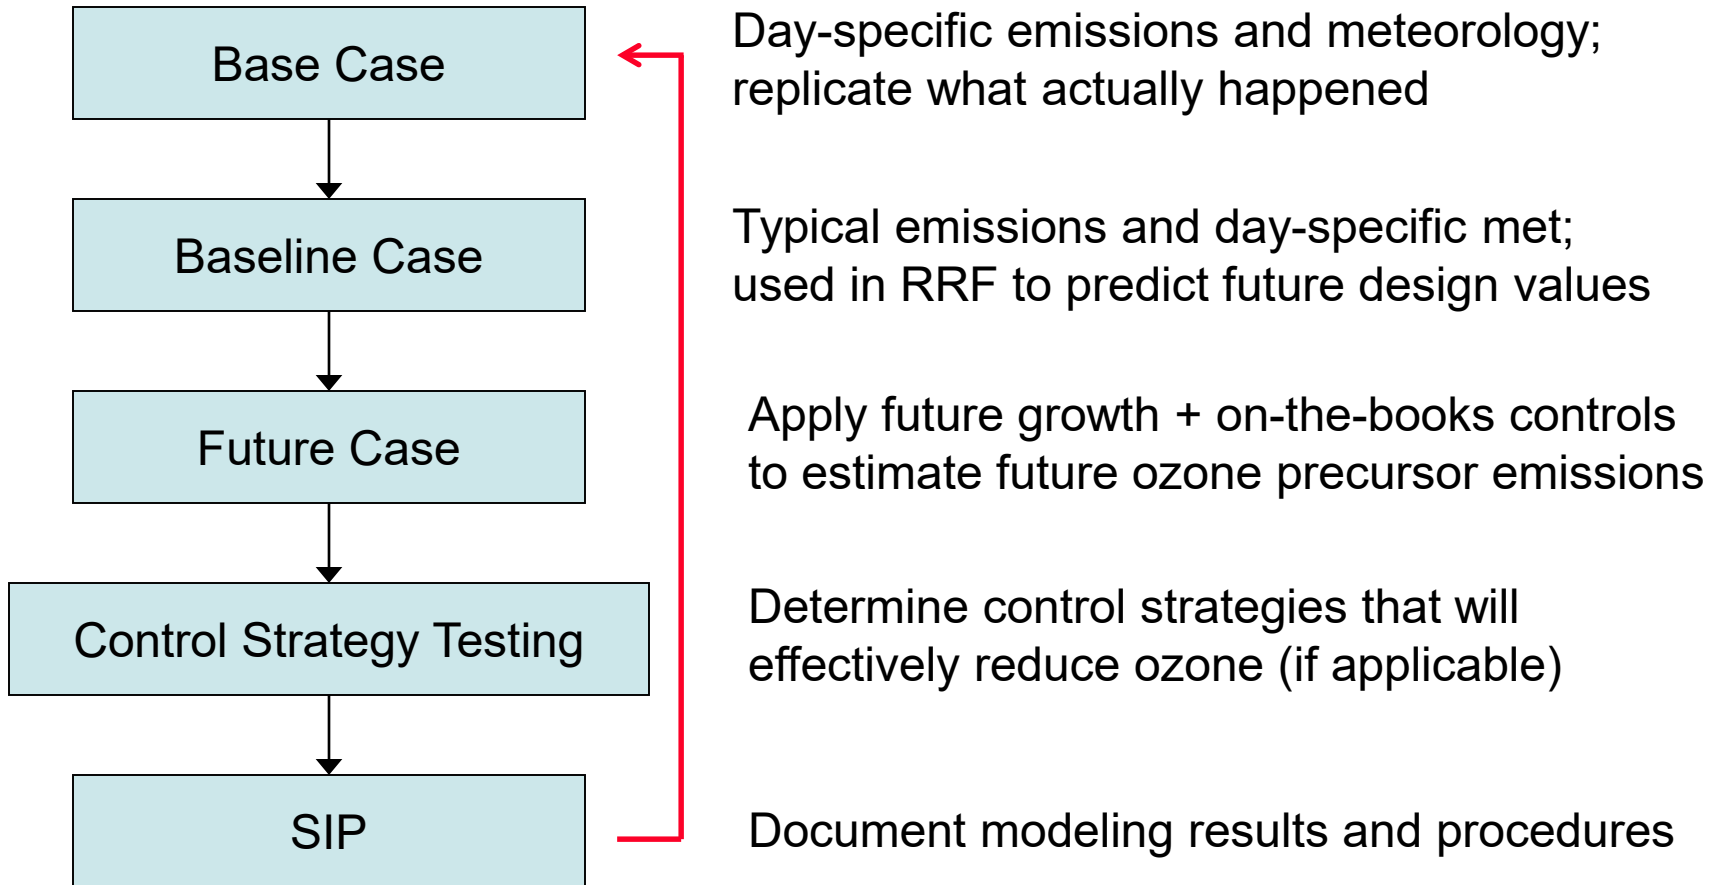 Base Case
Day-specific emissions and meteorology;
replicate what actually happened
Baseline Case
Typical emissions and day-specific met;
used in RRF to predict future design values
Future Case
Apply future growth + on-the-books controls
to estimate future ozone precursor emissions
Control Strategy Testing
Determine control strategies that will
effectively reduce ozone (if applicable)
SIP
Document modeling results and procedures